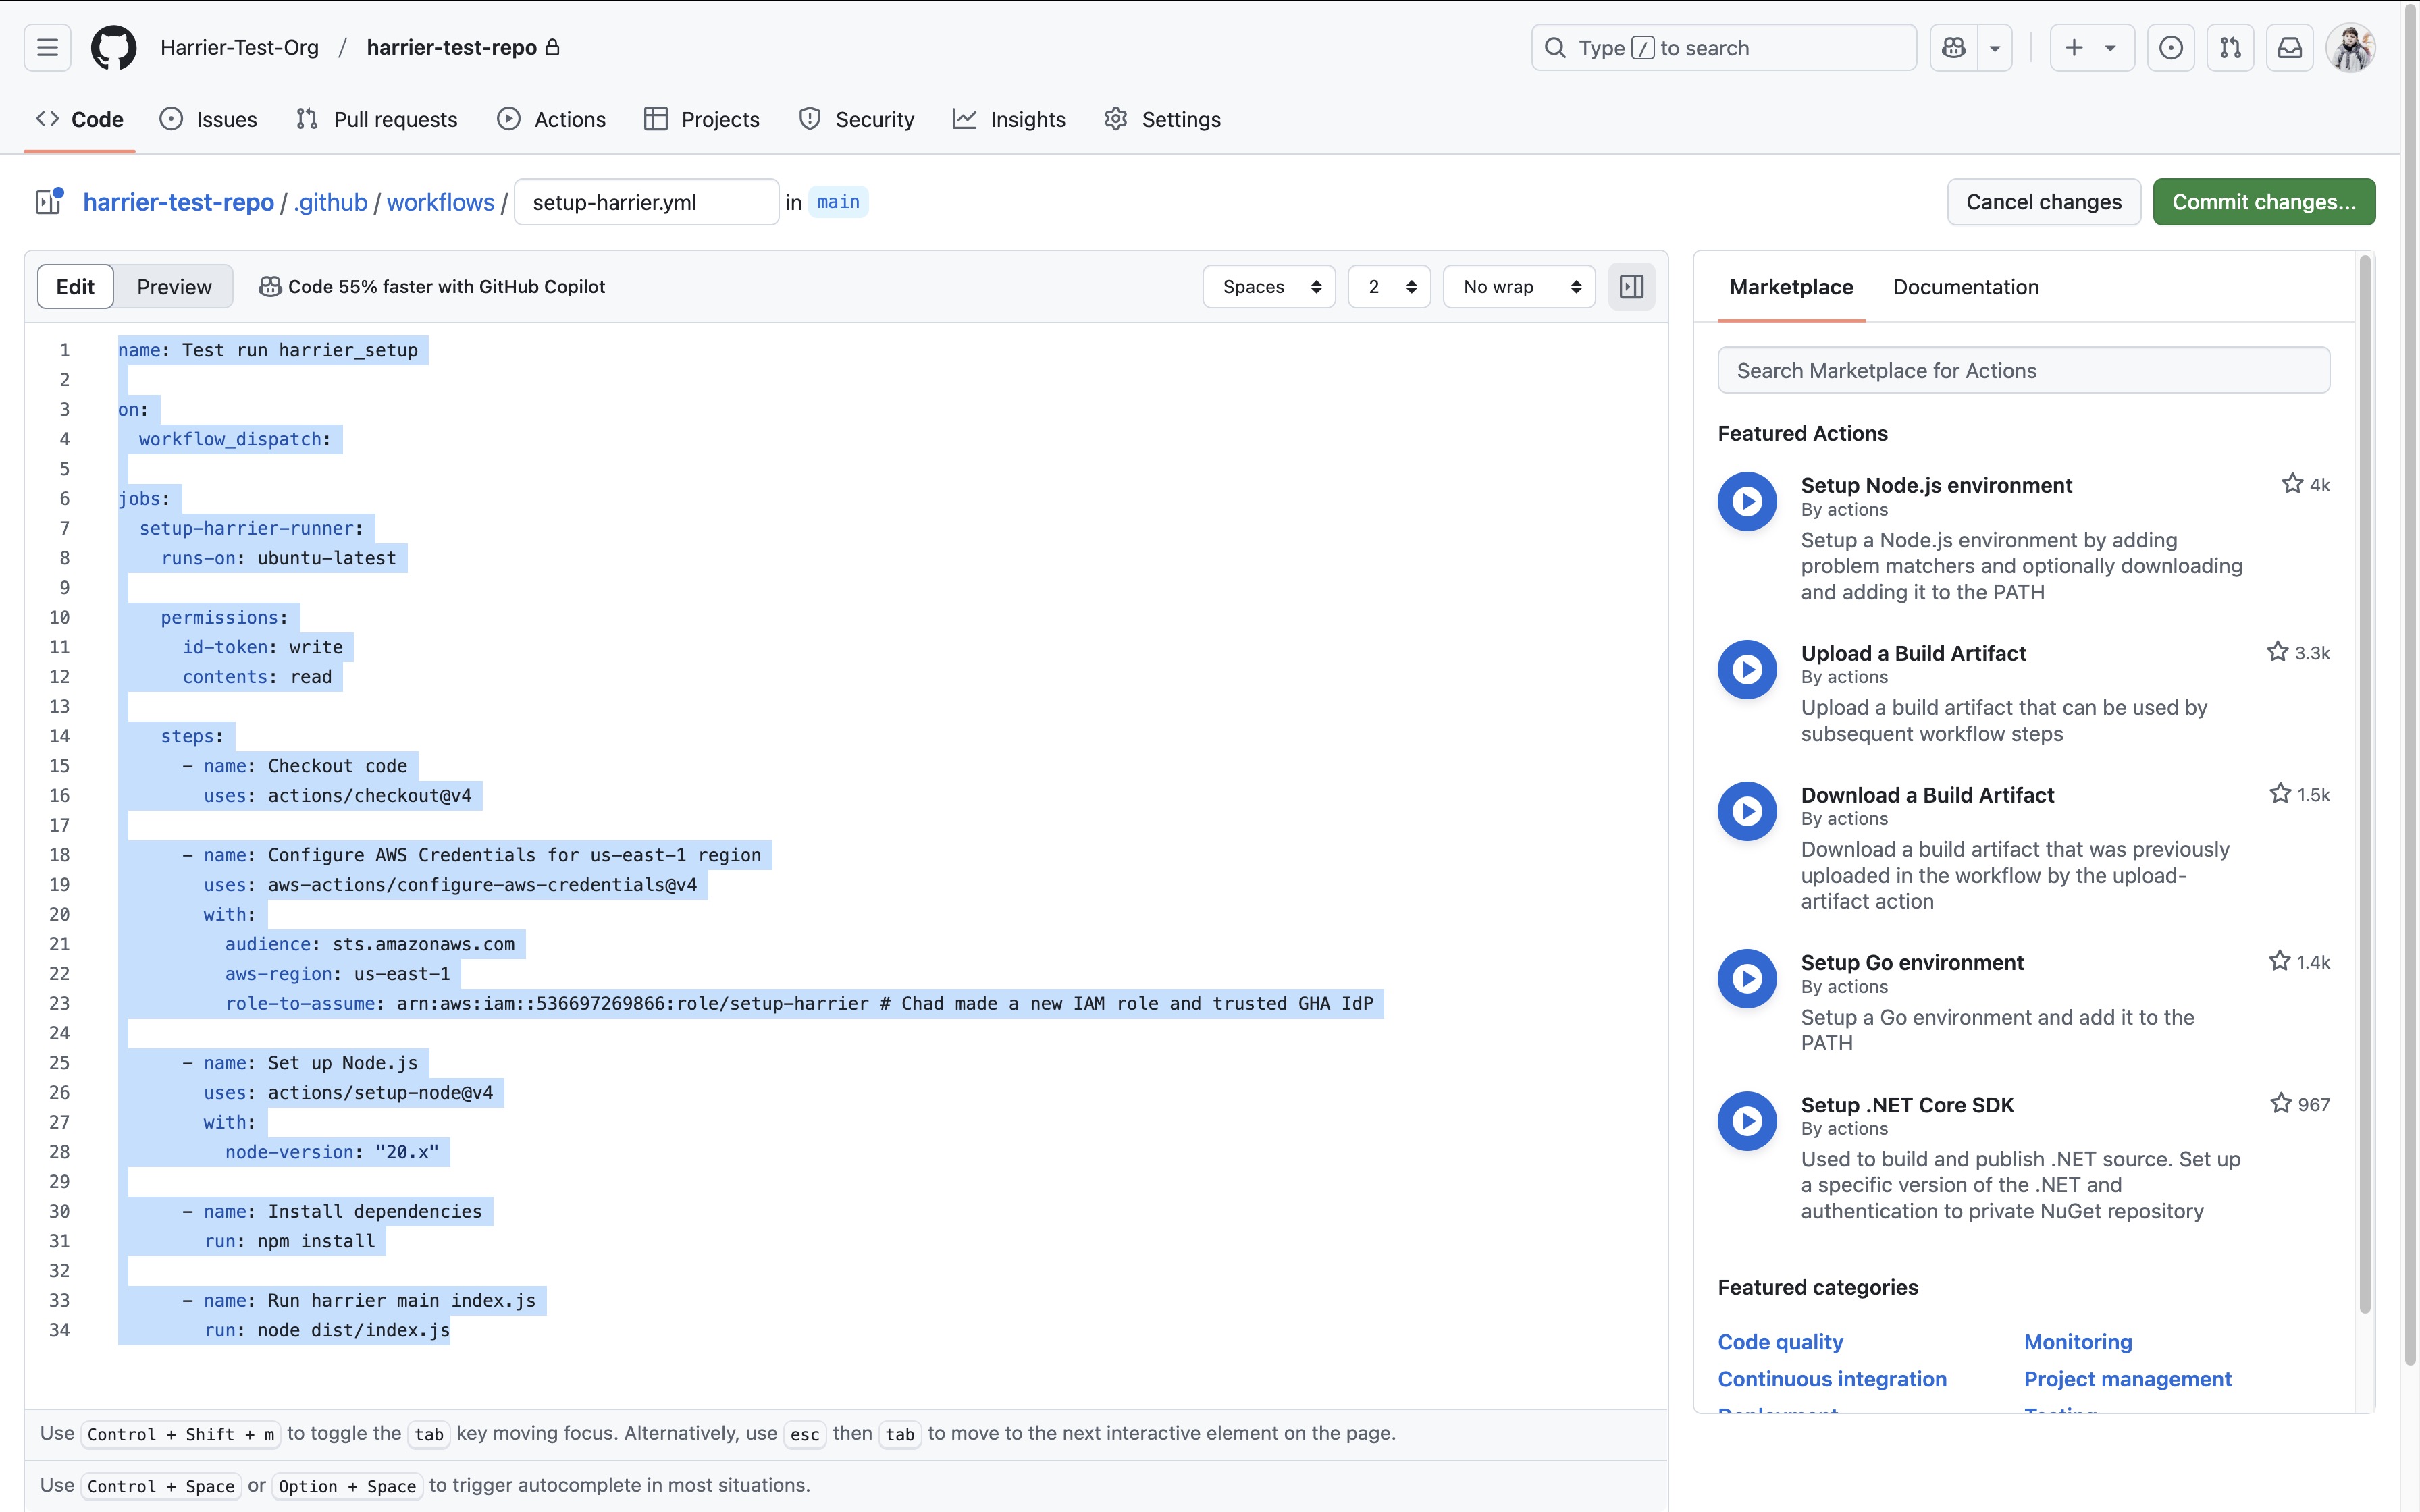 Harrier-Test-Org / harrier-test-repo
Type / to search
Code
Issues
Pull requests
Actions
Projects
Security
Insights
Settings
harrier-test-repo / .github / workflows / setup-harrier.yml in main
Cancel changes
Commit changes...
Edit
Preview
Code 55% faster with GitHub Copilot
Spaces
2
No wrap
1 name: Test run harrier_setup
2
3 on:
4   workflow_dispatch:
5
6 jobs:
7   setup-harrier-runner:
8     runs-on: ubuntu-latest
9
10     permissions:
11       id-token: write
12       contents: read
13
14     steps:
15       - name: Checkout code
16         uses: actions/checkout@v4
17
18       - name: Configure AWS Credentials for us-east-1 region
19         uses: aws-actions/configure-aws-credentials@v4
20         with:
21           audience: sts.amazonaws.com
22           aws-region: us-east-1
23           role-to-assume: arn:aws:iam::536697269866:role/setup-harrier # Chad made a new IAM role and trusted GHA IdP
24
25       - name: Set up Node.js
26         uses: actions/setup-node@v4
27         with:
28           node-version: "20.x"
29
30       - name: Install dependencies
31         run: npm install
32
33       - name: Run harrier main index.js
34         run: node dist/index.js
Use Control + Shift + m to toggle the tab key moving focus. Alternatively, use esc then tab to move to the next interactive element on the page.
Use Control + Space or Option + Space to trigger autocomplete in most situations.
Marketplace
Documentation
Search Marketplace for Actions
Featured Actions
Setup Node.js environment
4k
By actions
Setup a Node.js environment by adding
problem matchers and optionally downloading
and adding it to the PATH
Upload a Build Artifact
3.3k
By actions
Upload a build artifact that can be used by
subsequent workflow steps
Download a Build Artifact
1.5k
By actions
Download a build artifact that was previously
uploaded in the workflow by the upload-
artifact action
Setup Go environment
1.4k
By actions
Setup a Go environment and add it to the
PATH
Setup .NET Core SDK
967
By actions
Used to build and publish .NET source. Set up
a specific version of the .NET and
authentication to private NuGet repository
Featured categories
Code quality
Monitoring
Continuous integration
Project management